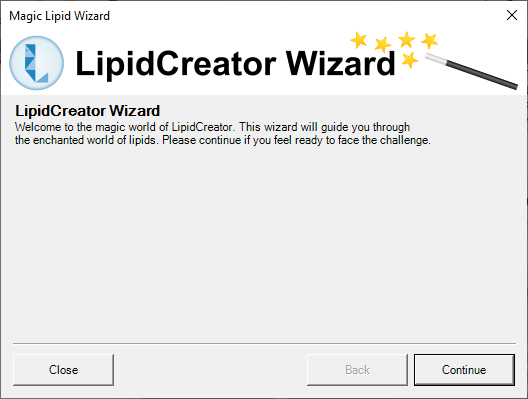 Magic Lipid Wizard
LipidCreator Wizard
LipidCreator Wizard
Welcome to the magic world of LipidCreator. This wizard will guide you through
the enchanted world of lipids. Please continue if you feel ready to face the challenge.
Close
Back
Continue